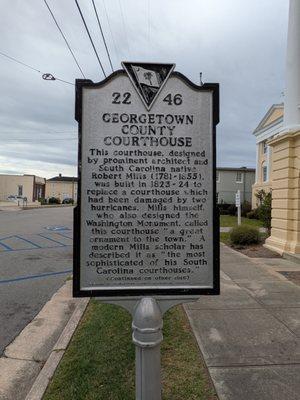 22 46
GEORGETOWN
COUNTY
COURTHOUSE
This courthouse, designed
by prominent architect and
South Carolina native
Robert Mills (1781-1855),
was built in 1823-24 to
replace a courthouse which
had been damaged by two
hurricanes. Mills himself,
who also designed the
Washington Monument, called
this courthouse "a great
ornament to the town." A
modern Mills scholar has
described it as "the most
sophisticated of his South
Carolina courthouses."
(Continued on other side)